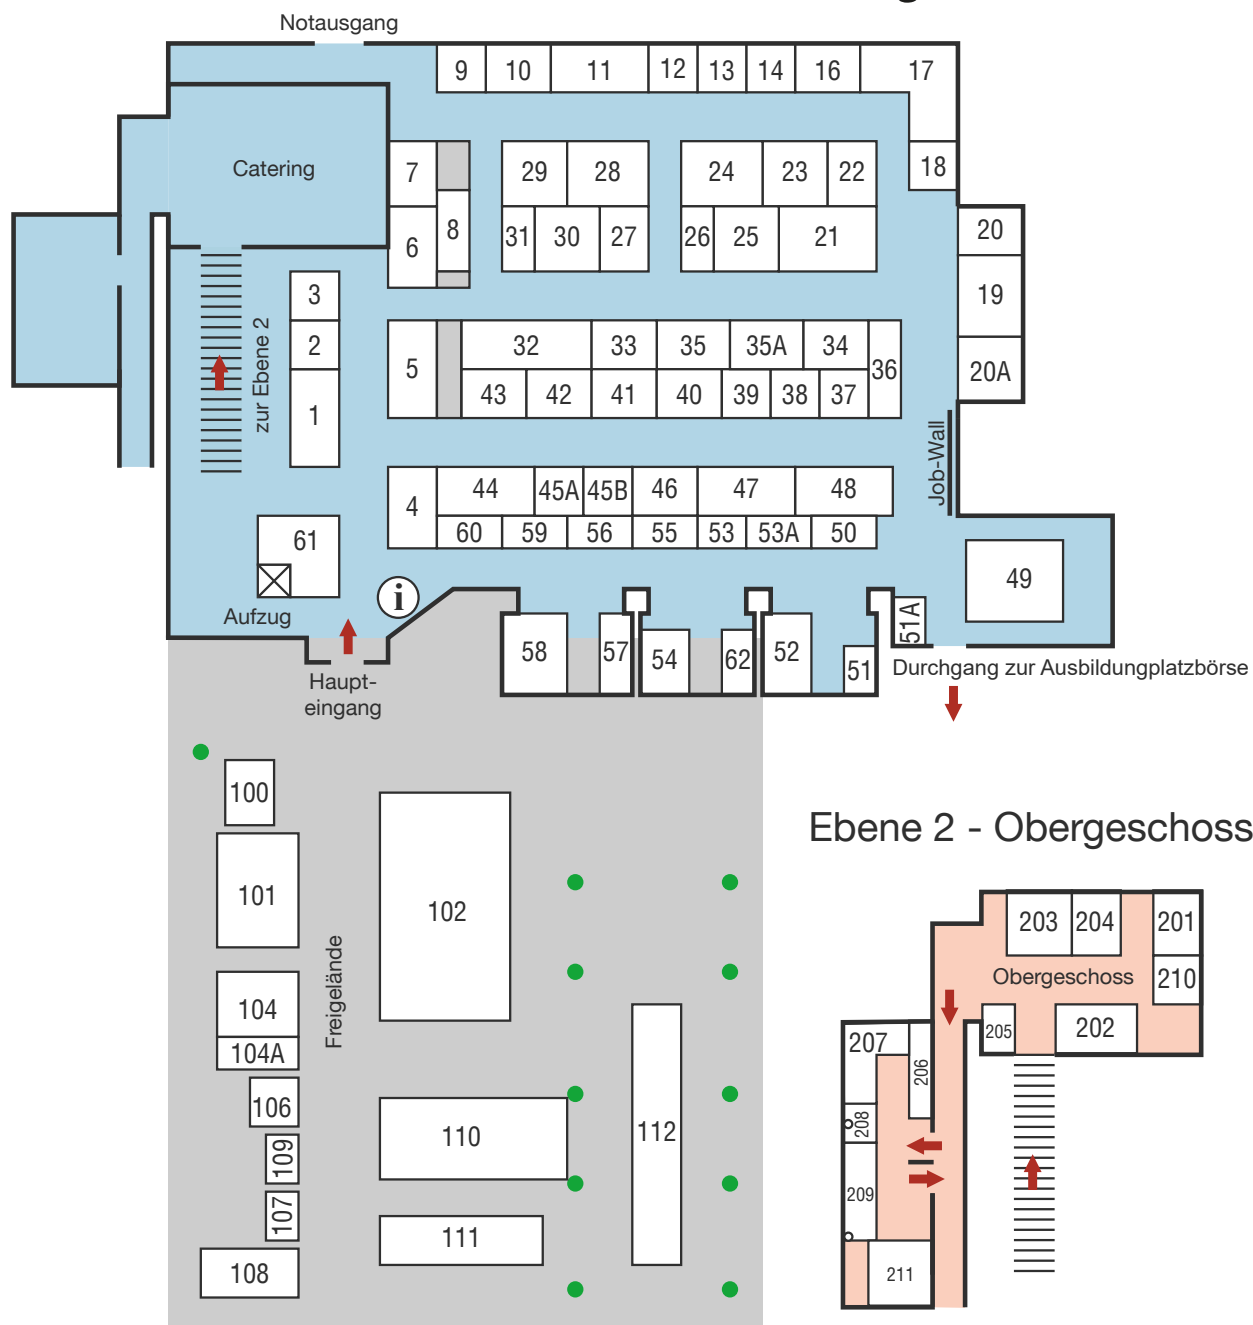 Notausgang
9 10 11 12 13 14 16 17
Catering
7 29 28 24 23 22 18
6 8 31 30 27 26 25 21 20
3 19
2 32 33 35 35A 34 36 20A
zur Ebene 2
5 43 42 41 40 39 38 37
1
Job-Wall
4 44 45A 45B 46 47 48
60 59 56 55 53 53A 50
61 49
i
Aufzug
51A
58 57 54 62 52 51
Durchgang zur Ausbildungplatzbörse
Haupt-
eingang
100
101
102
Freigelände
104
104A
106
109
107
108
110
111
112
Ebene 2 - Obergeschoss
203 204 201
Obergeschoss
210
205 202
207 206
208
209
211